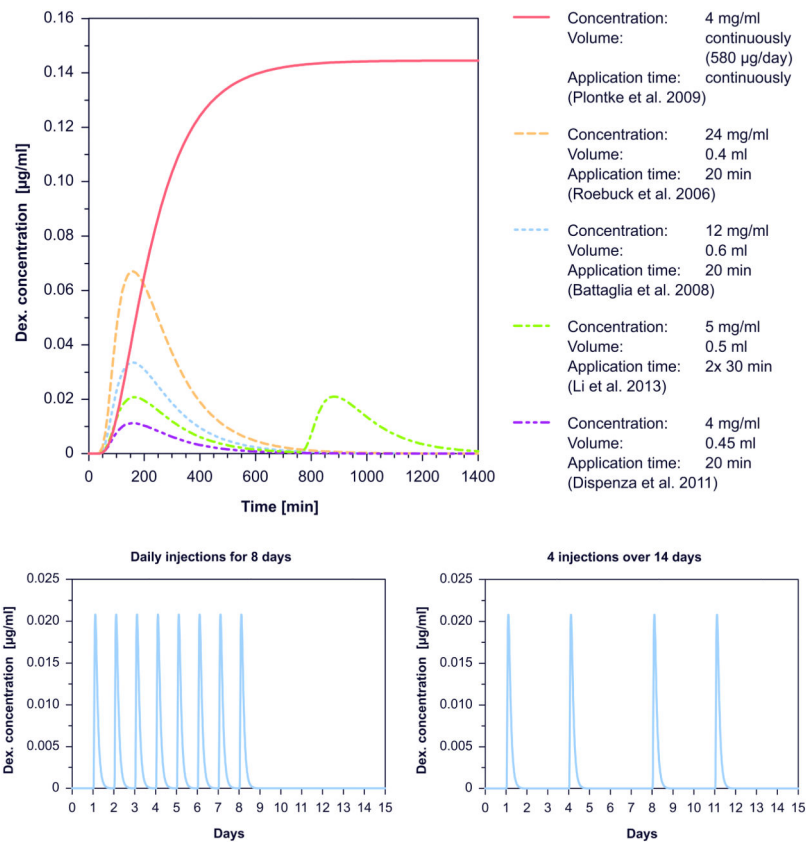 0.16
0.14
0.12
0.10
0.08
0.06
0.04
0.02
0
Dex. concentration [µg/ml]
0 200 400 600 800 1000 1200 1400
Time [min]
Concentration: 4 mg/ml
Volume: continuously
(580 µg/day)
Application time: continuously
(Plontke et al. 2009)
Concentration: 24 mg/ml
Volume: 0.4 ml
Application time: 20 min
(Roebuck et al. 2006)
Concentration: 12 mg/ml
Volume: 0.6 ml
Application time: 20 min
(Battaglia et al. 2008)
Concentration: 5 mg/ml
Volume: 0.5 ml
Application time: 2x 30 min
(Li et al. 2013)
Concentration: 4 mg/ml
Volume: 0.45 ml
Application time: 20 min
(Dispenza et al. 2011)
Daily injections for 8 days
0.025
0.020
0.015
0.010
0.005
0
Dex. concentration [µg/ml]
0 1 2 3 4 5 6 7 8 9 10 11 12 13 14 15
Days
4 injections over 14 days
0.025
0.020
0.015
0.010
0.005
0
Dex. concentration [µg/ml]
0 1 2 3 4 5 6 7 8 9 10 11 12 13 14 15
Days